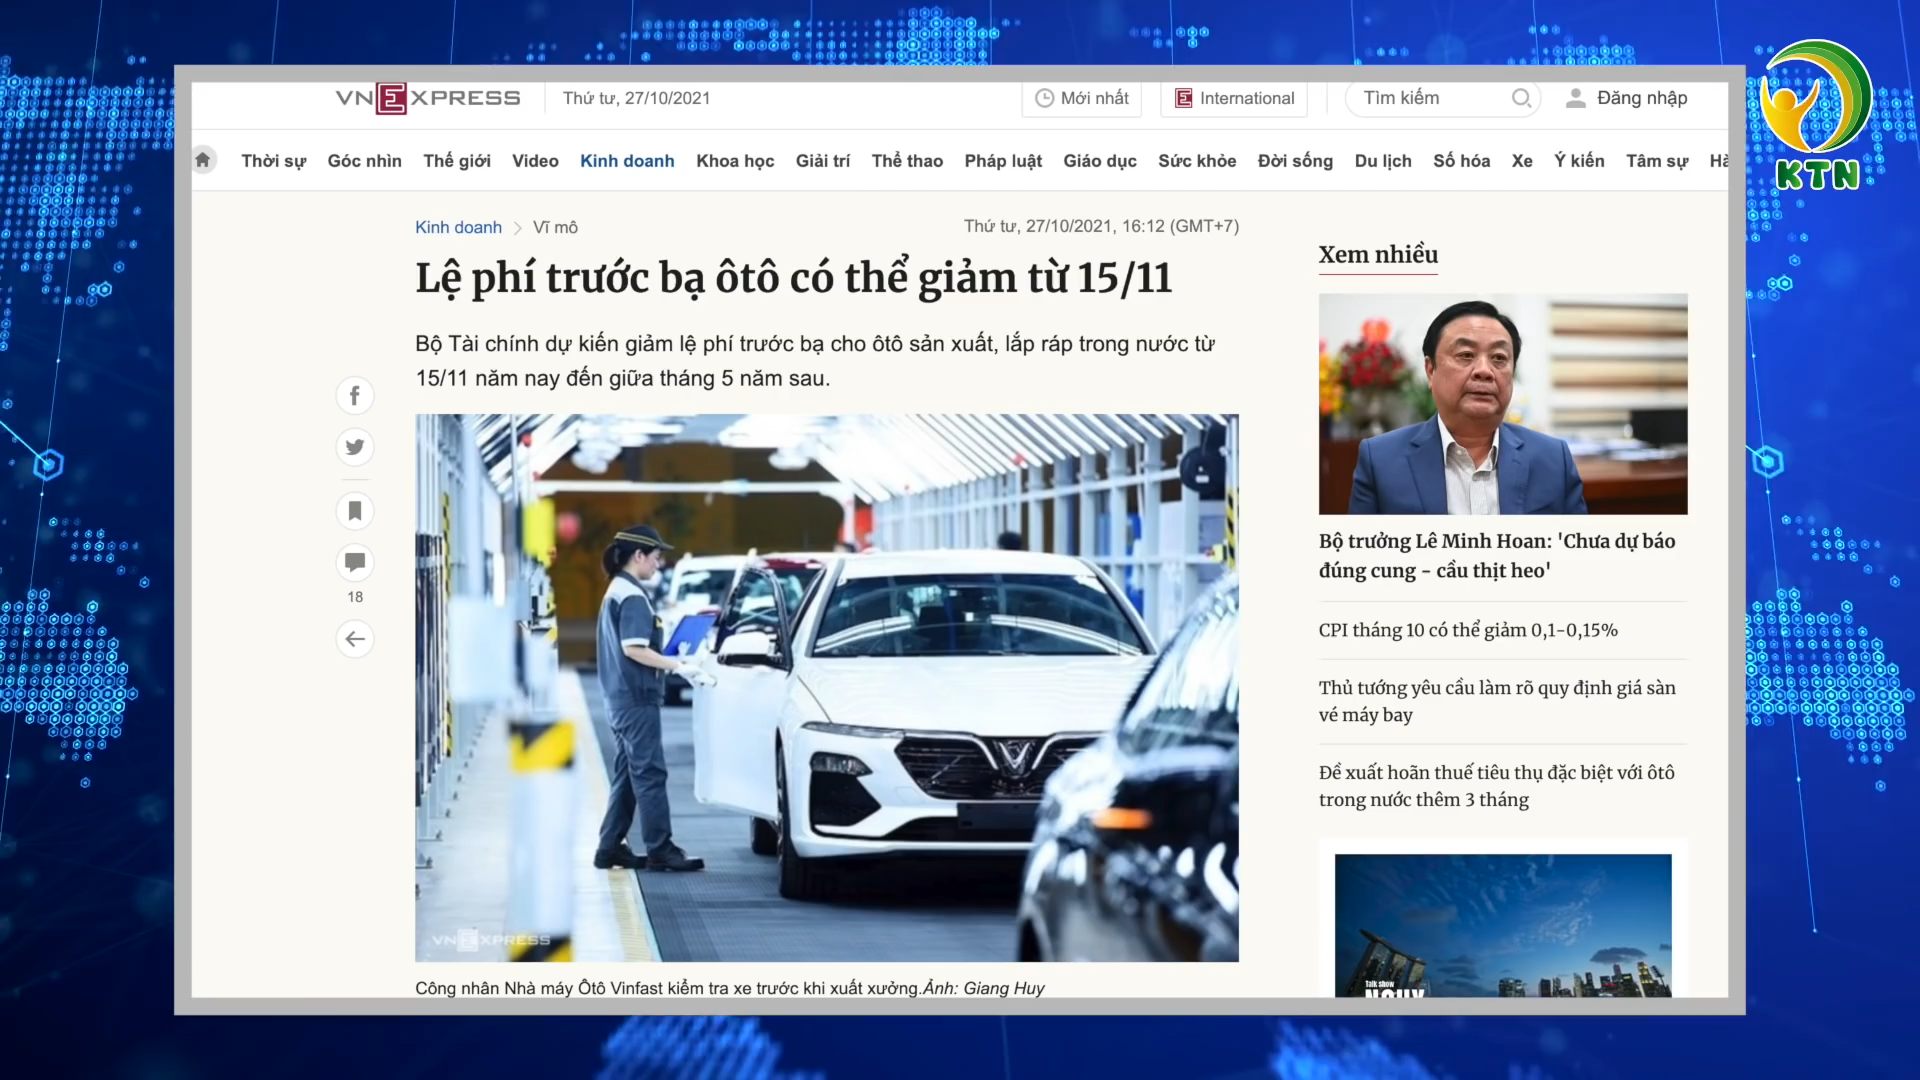 VNEXPRESS
Thứ tư, 27/10/2021
Mới nhất
International
Tìm kiếm
Đăng nhập
KTN
Thời sự Góc nhìn Thế giới Video Kinh doanh Khoa học Giải trí Thể thao Pháp luật Giáo dục Sức khỏe Đời sống Du lịch Số hóa Xe Ý kiến Tâm sự Hà
Kinh doanh > Vĩ mô
Thứ tư, 27/10/2021, 16:12 (GMT+7)
Lệ phí trước bạ ôtô có thể giảm từ 15/11
Bộ Tài chính dự kiến giảm lệ phí trước bạ cho ôtô sản xuất, lắp ráp trong nước từ
15/11 năm nay đến giữa tháng 5 năm sau.
18
VNEXPRESS
Công nhân Nhà máy Ôtô Vinfast kiểm tra xe trước khi xuất xưởng.Ảnh: Giang Huy
Xem nhiều
Bộ trưởng Lê Minh Hoan: 'Chưa dự báo
đúng cung - cầu thịt heo'
CPI tháng 10 có thể giảm 0,1-0,15%
Thủ tướng yêu cầu làm rõ quy định giá sàn
vé máy bay
Đề xuất hoãn thuế tiêu thụ đặc biệt với ôtô
trong nước thêm 3 tháng
Talk show